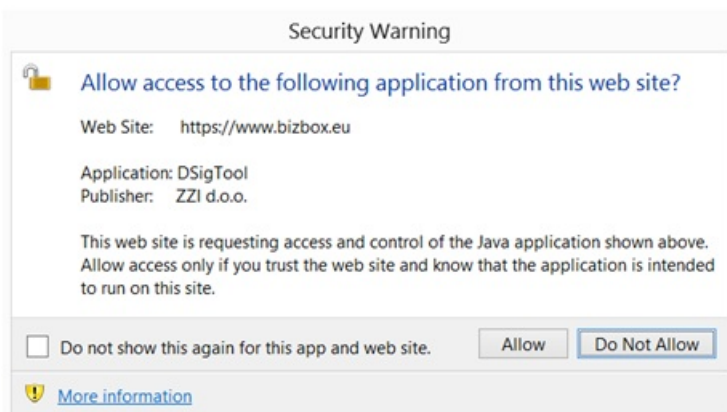 Security Warning
Allow access to the following application from this web site?
Web Site: https://www.bizbox.eu
Application: DSigTool
Publisher: ZZI d.o.o.
This web site is requesting access and control of the Java application shown above.
Allow access only if you trust the web site and know that the application is intended
to run on this site.
Do not show this again for this app and web site.
Allow
Do Not Allow
More information